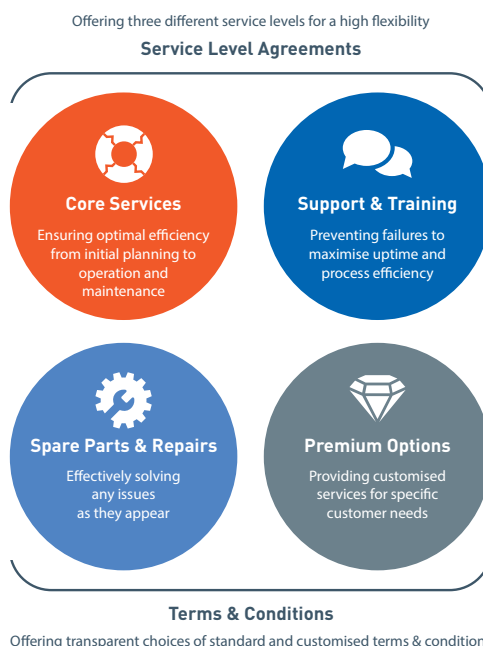 Offering three different service levels for a high flexibility
Service Level Agreements
Core Services
Ensuring optimal efficiency
from initial planning to
operation and
maintenance
Support & Training
Preventing failures to
maximise uptime and
process efficiency
Spare Parts & Repairs
Effectively solving
any issues
as they appear
Premium Options
Providing customised
services for specific
customer needs
Terms & Conditions
Offering transparent choices of standard and customised terms & condition